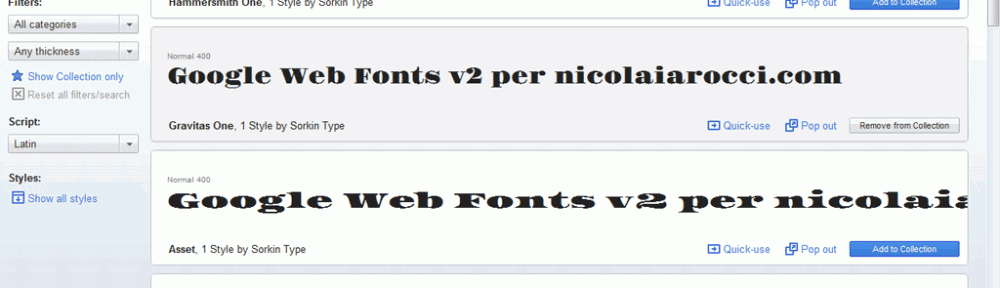 Filters:
Hammersmith One, 1 Style by Sorkin Type
Quick-use
Pop out
Add to Collection
All categories
Any thickness
Show Collection only
Reset all filters/search
Script:
Latin
Styles:
Show all styles
Normal 400
Google Web Fonts v2 per nicolaiarocci.com
Gravitas One, 1 Style by Sorkin Type
Quick-use
Pop out
Remove from Collection
Normal 400
Google Web Fonts v2 per nicolaia
Asset, 1 Style by Sorkin Type
Quick-use
Pop out
Add to Collection